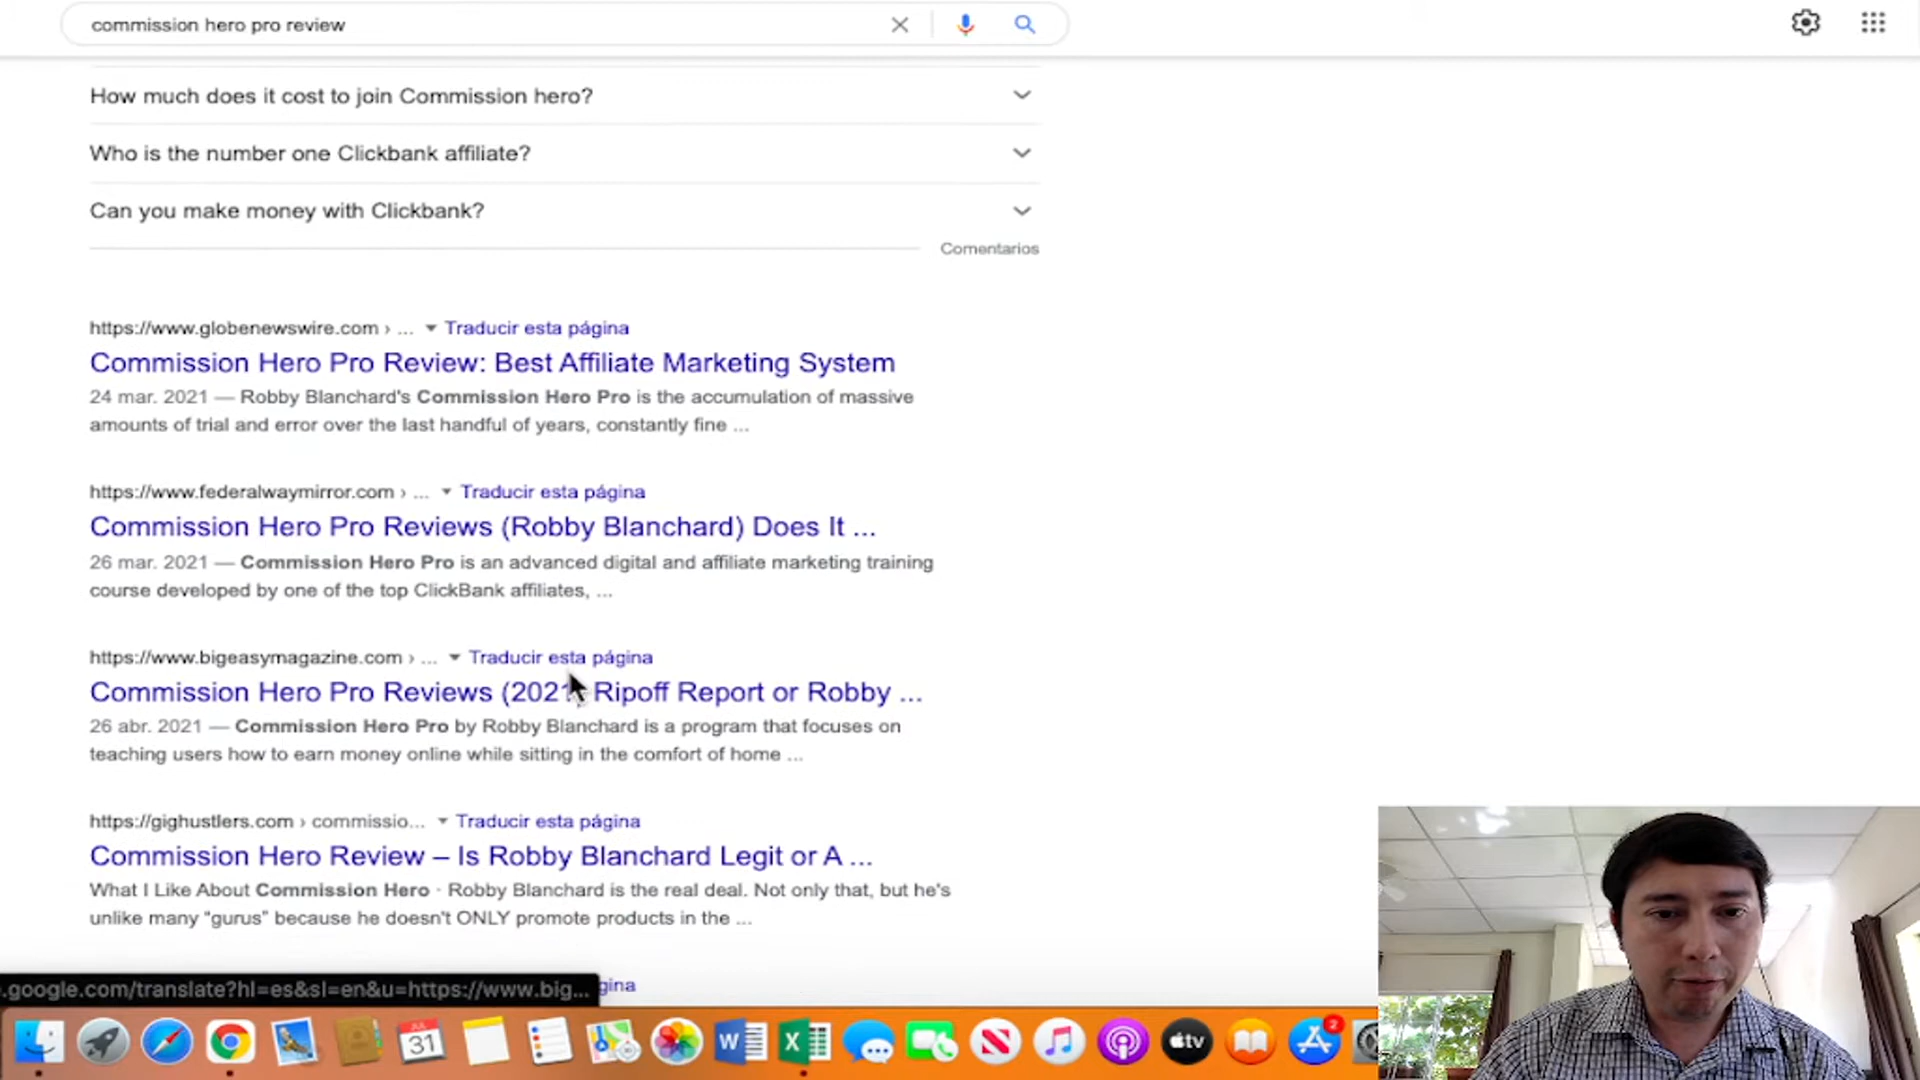 commission hero pro review
How much does it cost to join Commission hero?
Who is the number one Clickbank affiliate?
Can you make money with Clickbank?
Comentarios
https://www.globenewswire.com › ... Traducir esta página
Commission Hero Pro Review: Best Affiliate Marketing System
24 mar. 2021 — Robby Blanchard's Commission Hero Pro is the accumulation of massive
amounts of trial and error over the last handful of years, constantly fine ...
https://www.federalwaymirror.com › ... Traducir esta página
Commission Hero Pro Reviews (Robby Blanchard) Does It ...
26 mar. 2021 — Commission Hero Pro is an advanced digital and affiliate marketing training
course developed by one of the top ClickBank affiliates, ...
https://www.bigeasymagazine.com › ... Traducir esta página
Commission Hero Pro Reviews (2021) Ripoff Report or Robby ...
26 abr. 2021 — Commission Hero Pro by Robby Blanchard is a program that focuses on
teaching users how to earn money online while sitting in the comfort of home ...
https://gighustlers.com › commissio... Traducir esta página
Commission Hero Review – Is Robby Blanchard Legit or A ...
What I Like About Commission Hero · Robby Blanchard is the real deal. Not only that, but he's
unlike many "gurus" because he doesn't ONLY promote products in the ...
.google.com/translate?hl=es&sl=en&u=https://www.big... gina
JUL
31
W
X
N
tv
2